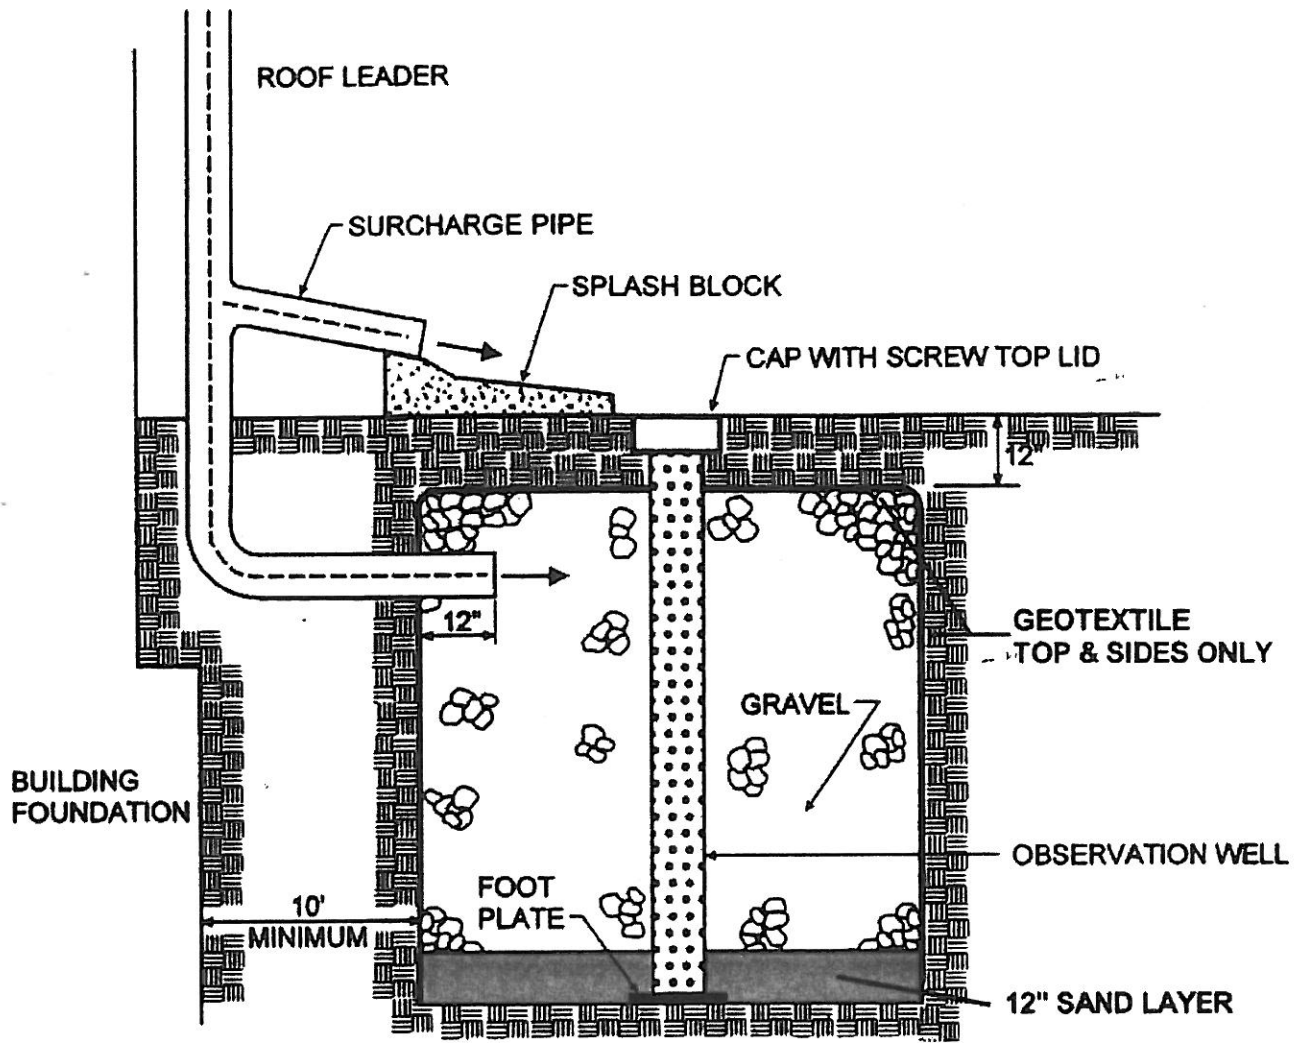 ROOF LEADER
SURCHARGE PIPE
SPLASH BLOCK
CAP WITH SCREW TOP LID
12"
12"
GEOTEXTILE
TOP & SIDES ONLY
GRAVEL
BUILDING
FOUNDATION
OBSERVATION WELL
FOOT
PLATE
10'
MINIMUM
12" SAND LAYER